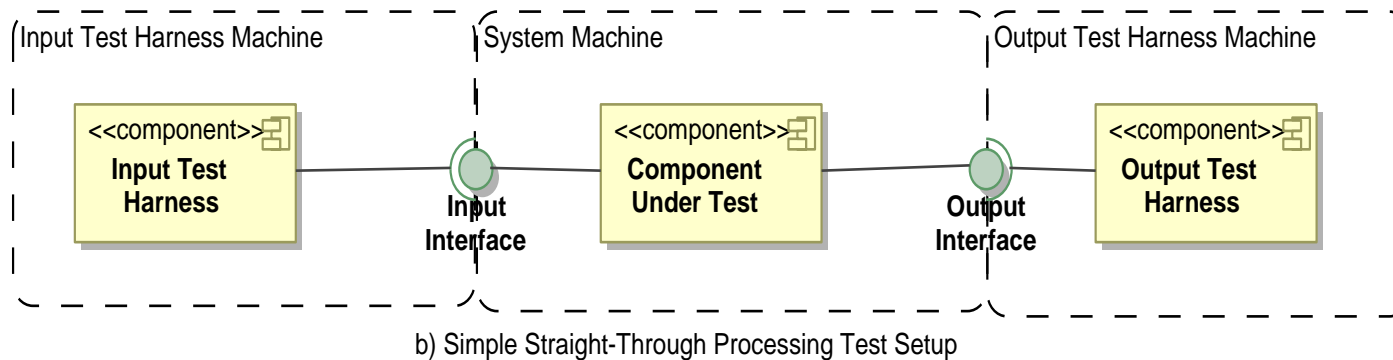 Input Test Harness Machine
System Machine
Output Test Harness Machine
<<component>>
Input Test
Harness
Input
Interface
<<component>>
Component
Under Test
Output
Interface
<<component>>
Output Test
Harness
b) Simple Straight-Through Processing Test Setup